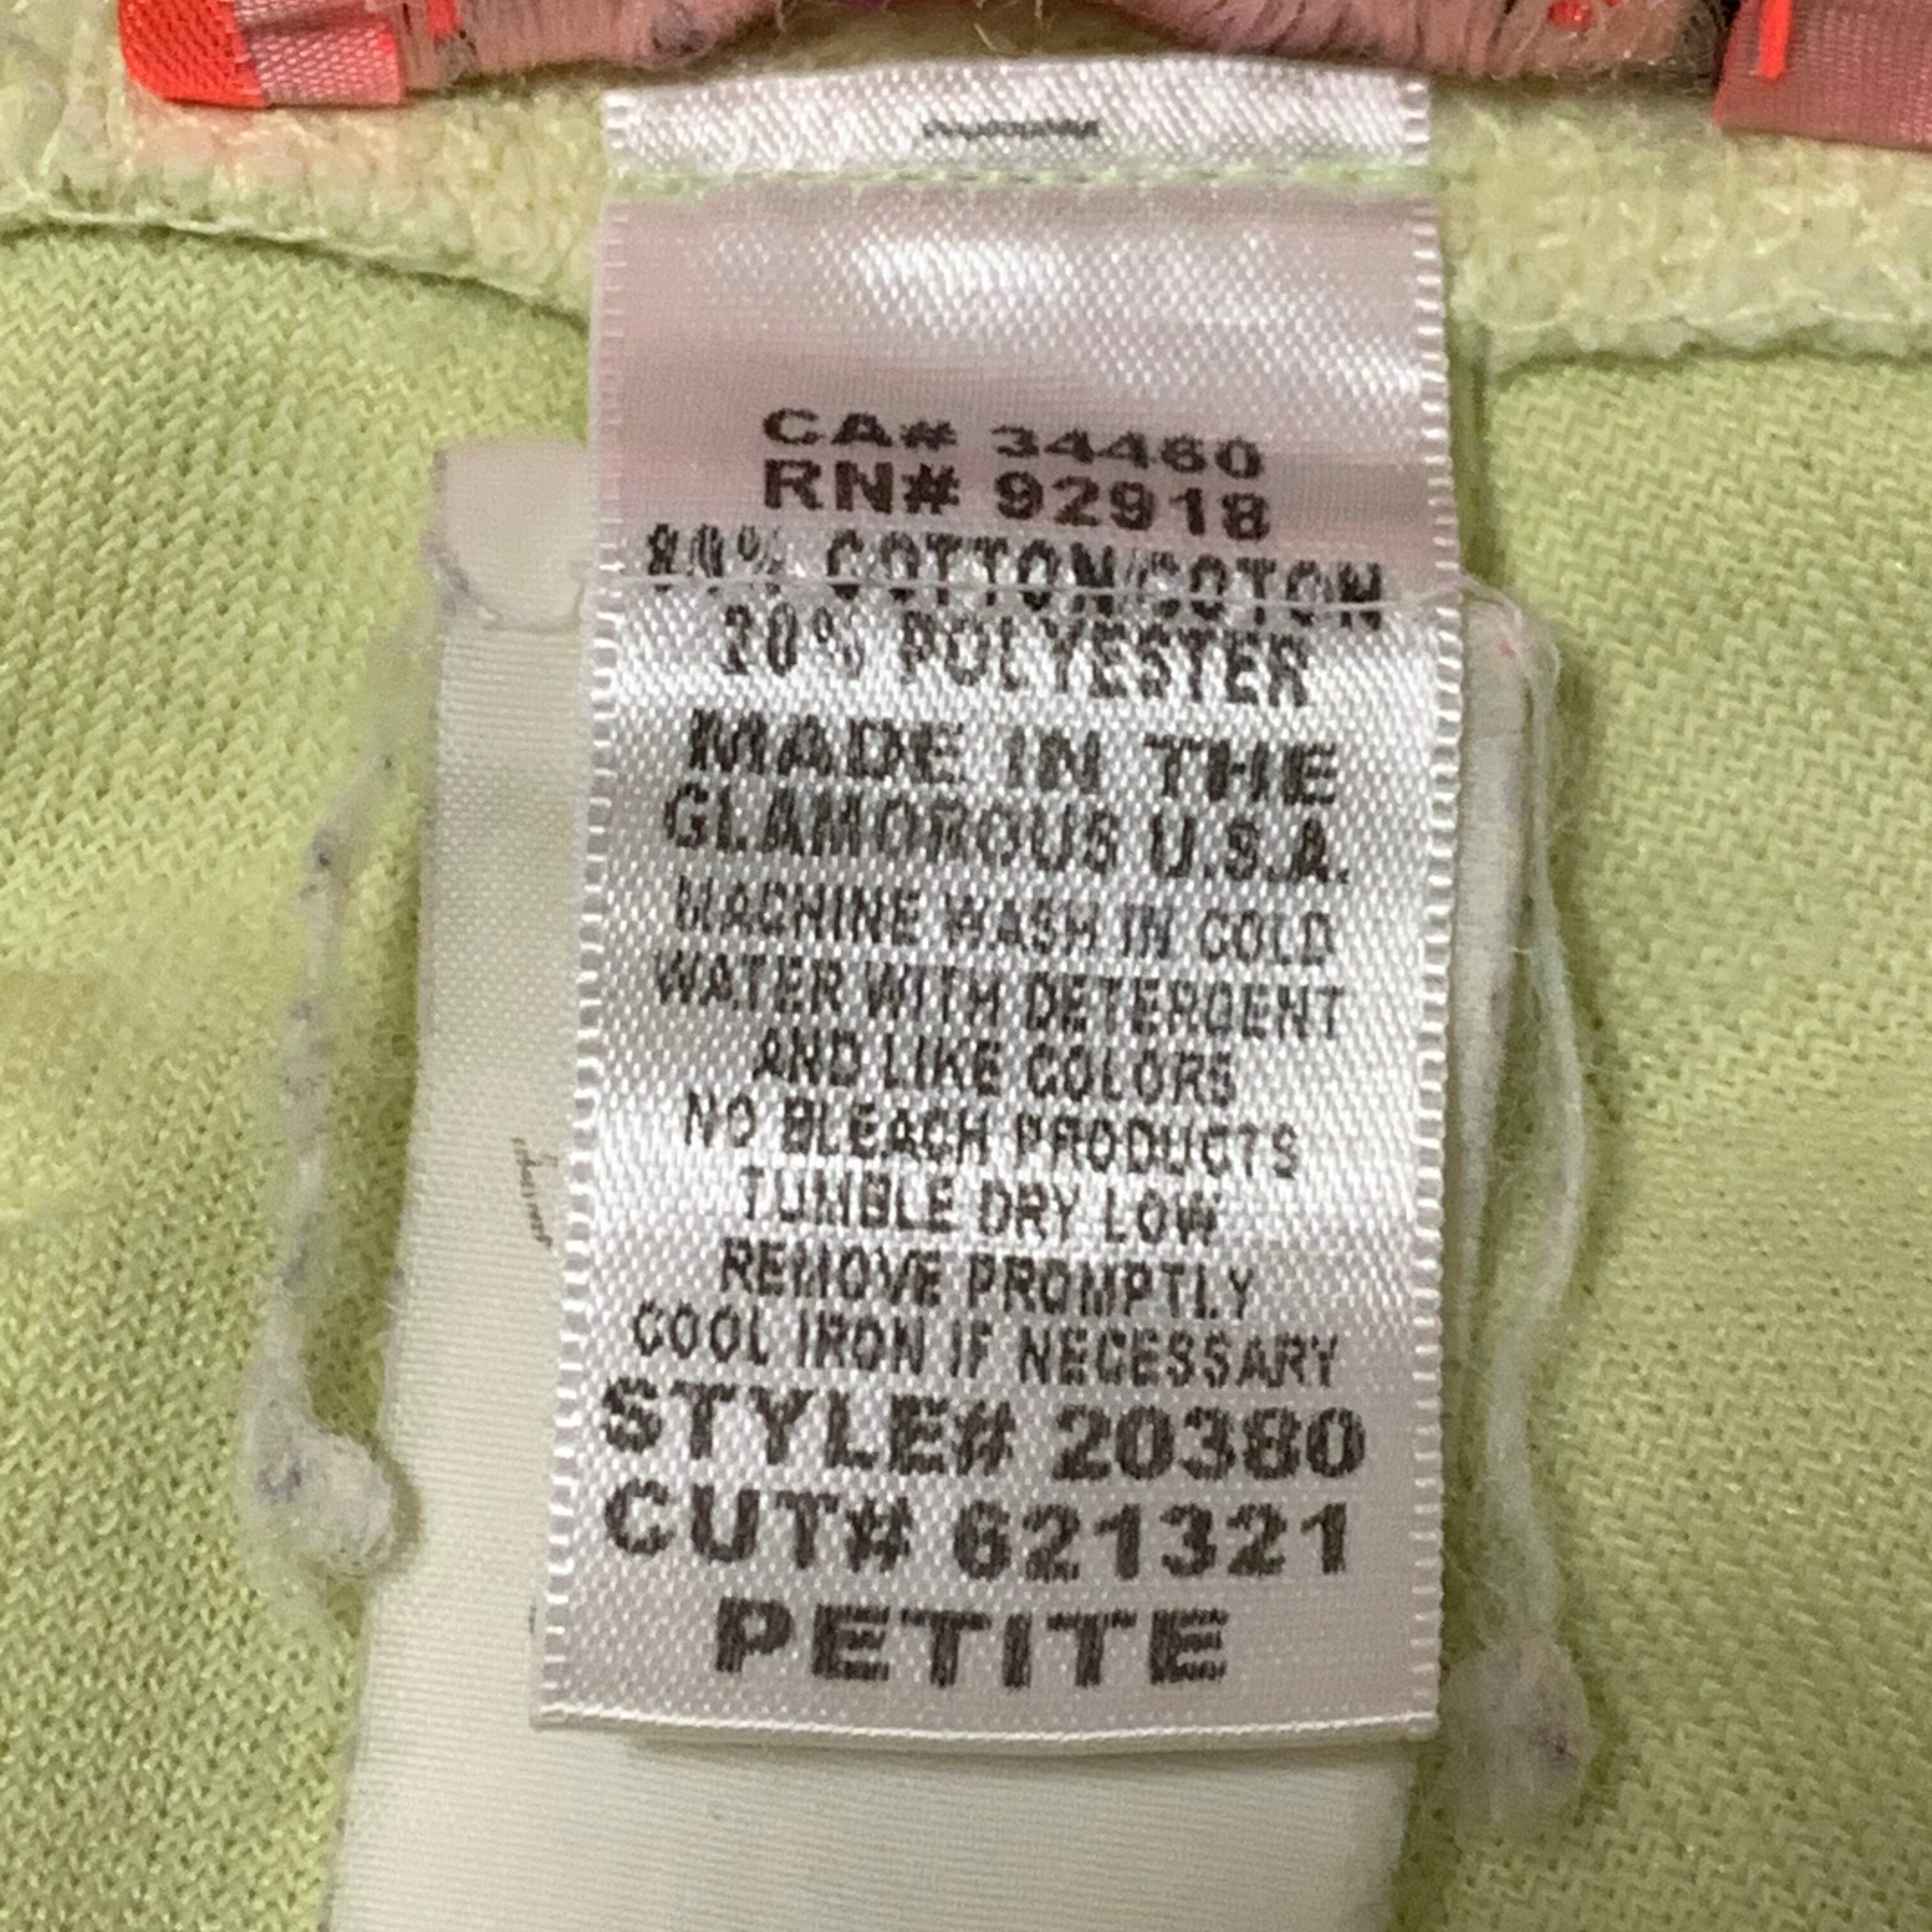 CA# 34460
RN# 92918
80% COTTON/COTON
20% POLYESTER
MADE IN THE
GLAMOROUS U.S.A.
MACHINE WASH IN COLD
WATER WITH DETERGENT
AND LIKE COLORS
NO BLEACH PRODUCTS
TUMBLE DRY LOW
REMOVE PROMPTLY
COOL IRON IF NECESSARY
STYLE# 20380
CUT# 621321
PETITE